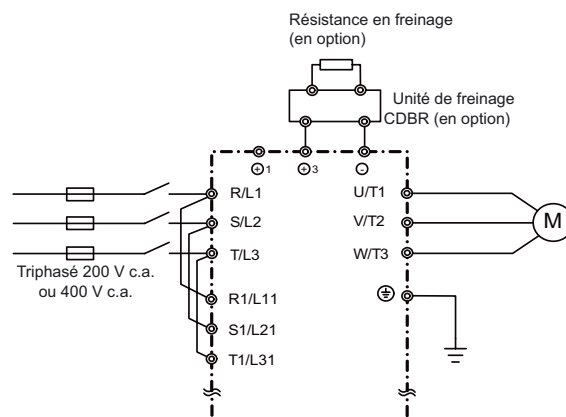 Résistance en freinage
(en option)
Unité de freinage
CDBR (en option)
+1
+3
-
R/L1
U/T1
S/L2
V/T2
M
T/L3
W/T3
Triphasé 200 V c.a.
ou 400 V c.a.
R1/L11
S1/L21
T1/L31